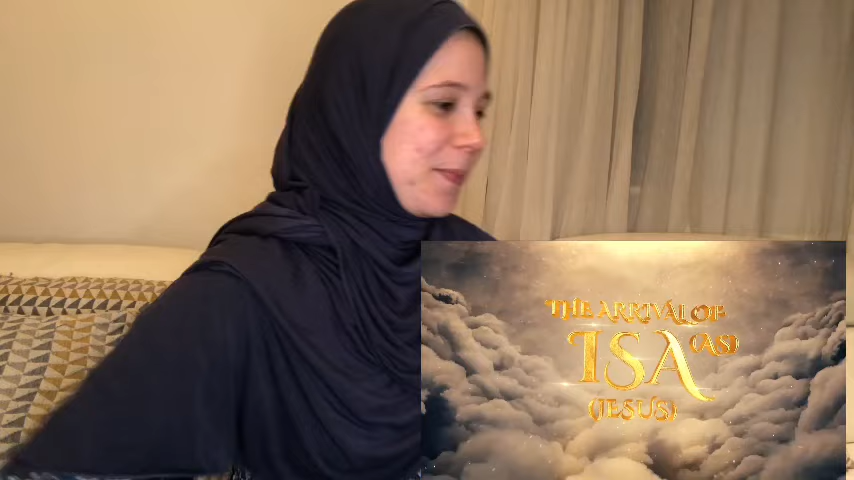 THE ARRIVAL OF
ISA (AS)
(JESUS)